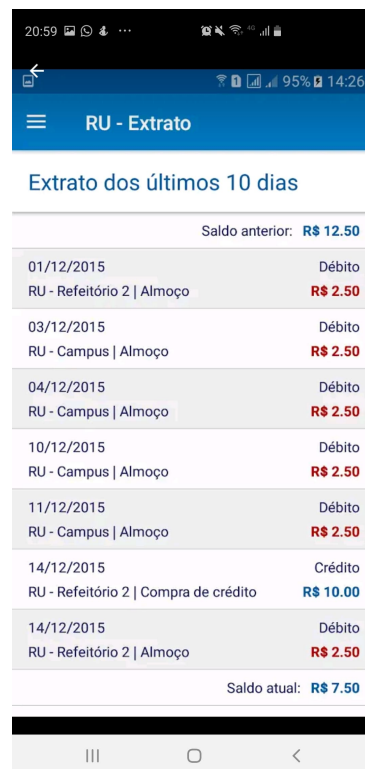 20:59
4G
95% 14:26
RU - Extrato
Extrato dos últimos 10 dias
Saldo anterior: R$ 12.50
01/12/2015 Débito
RU - Refeitório 2 | Almoço R$ 2.50
03/12/2015 Débito
RU - Campus | Almoço R$ 2.50
04/12/2015 Débito
RU - Campus | Almoço R$ 2.50
10/12/2015 Débito
RU - Campus | Almoço R$ 2.50
11/12/2015 Débito
RU - Campus | Almoço R$ 2.50
14/12/2015 Crédito
RU - Refeitório 2 | Compra de crédito R$ 10.00
14/12/2015 Débito
RU - Refeitório 2 | Almoço R$ 2.50
Saldo atual: R$ 7.50